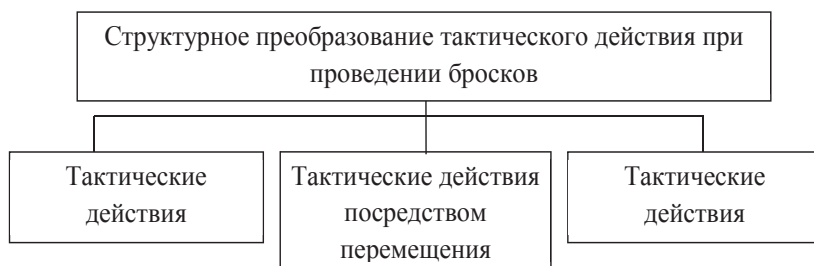 Структурное преобразование тактического действия при
проведении бросков
Тактические
действия
Тактические действия
посредством
перемещения
Тактические
действия